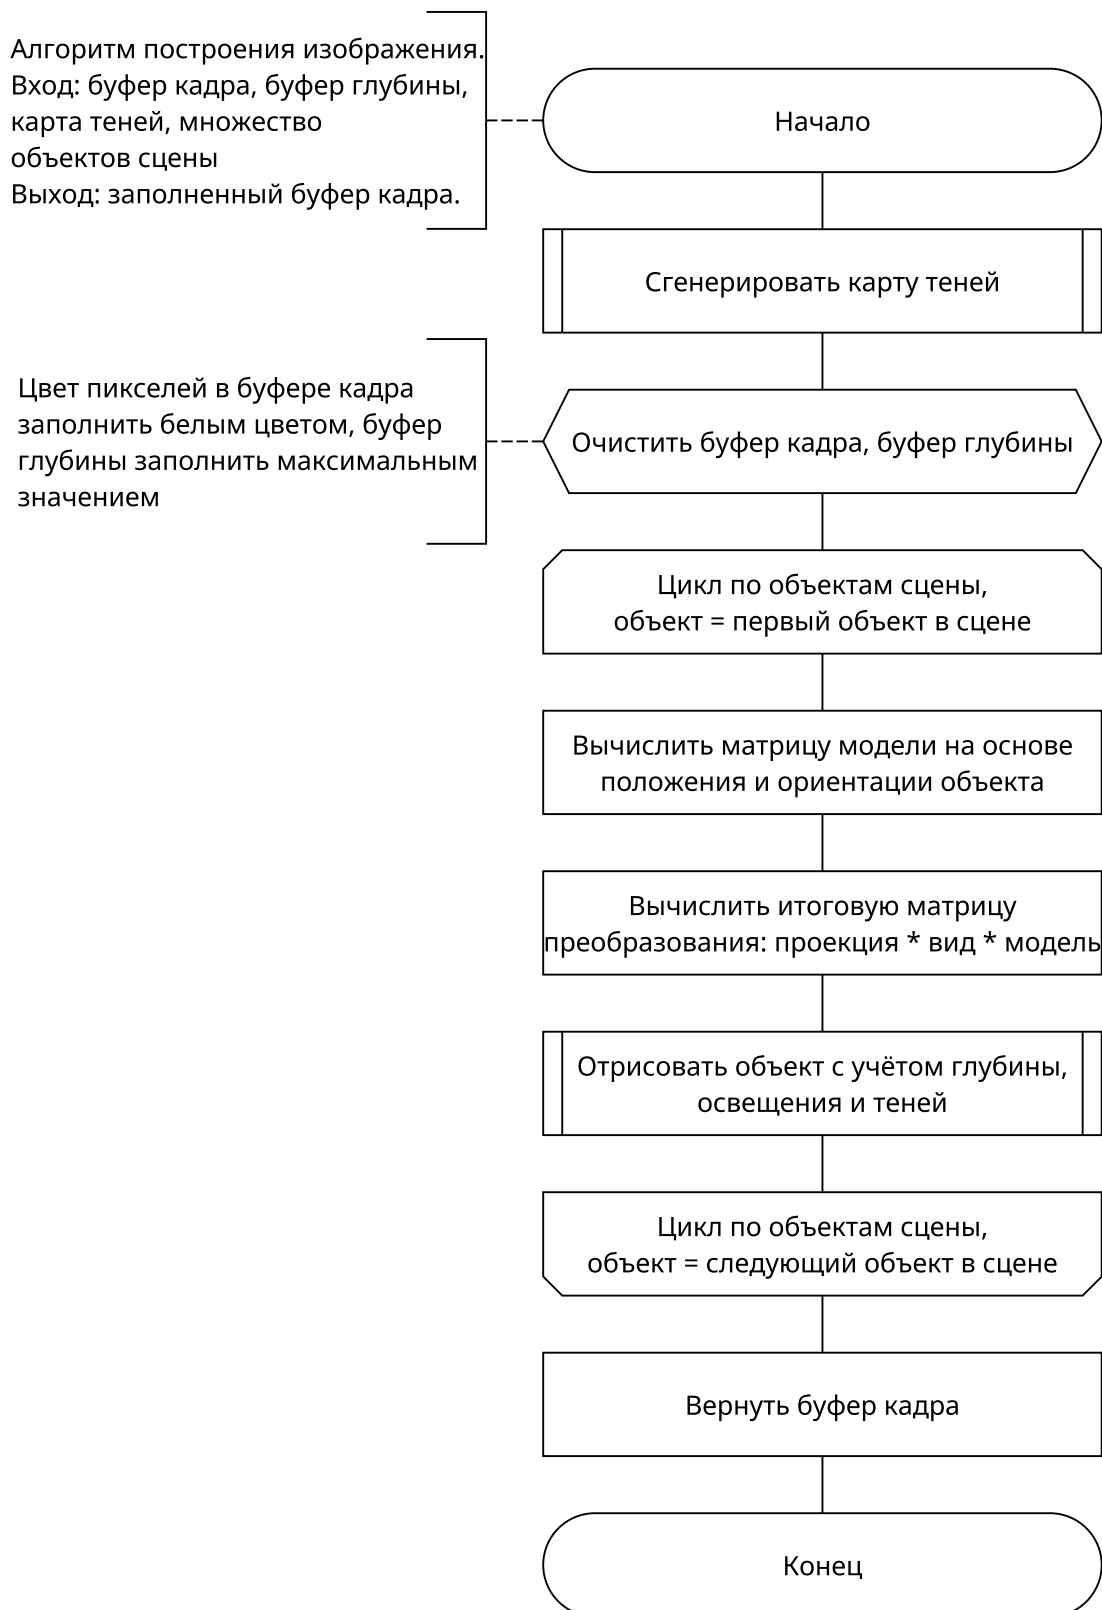 Алгоритм построения изображения.
Вход: буфер кадра, буфер глубины,
карта теней, множество
объектов сцены
Выход: заполненный буфер кадра.
Начало
Сгенерировать карту теней
Цвет пикселей в буфере кадра
заполнить белым цветом, буфер
глубины заполнить максимальным
значением
Очистить буфер кадра, буфер глубины
Цикл по объектам сцены,
объект = первый объект в сцене
Вычислить матрицу модели на основе
положения и ориентации объекта
Вычислить итоговую матрицу
преобразования: проекция * вид * модель
Отрисовать объект с учётом глубины,
освещения и теней
Цикл по объектам сцены,
объект = следующий объект в сцене
Вернуть буфер кадра
Конец